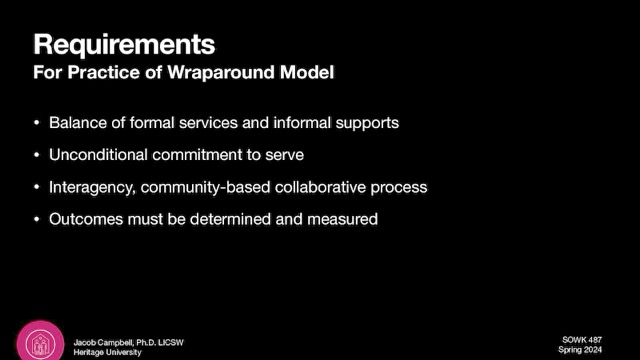 Requirements
For Practice of Wraparound Model
• Balance of formal services and informal supports
• Unconditional commitment to serve
• Interagency, community-based collaborative process
• Outcomes must be determined and measured
Jacob Campbell, Ph.D. LICSW
Heritage University
SOWK 487
Spring 2024